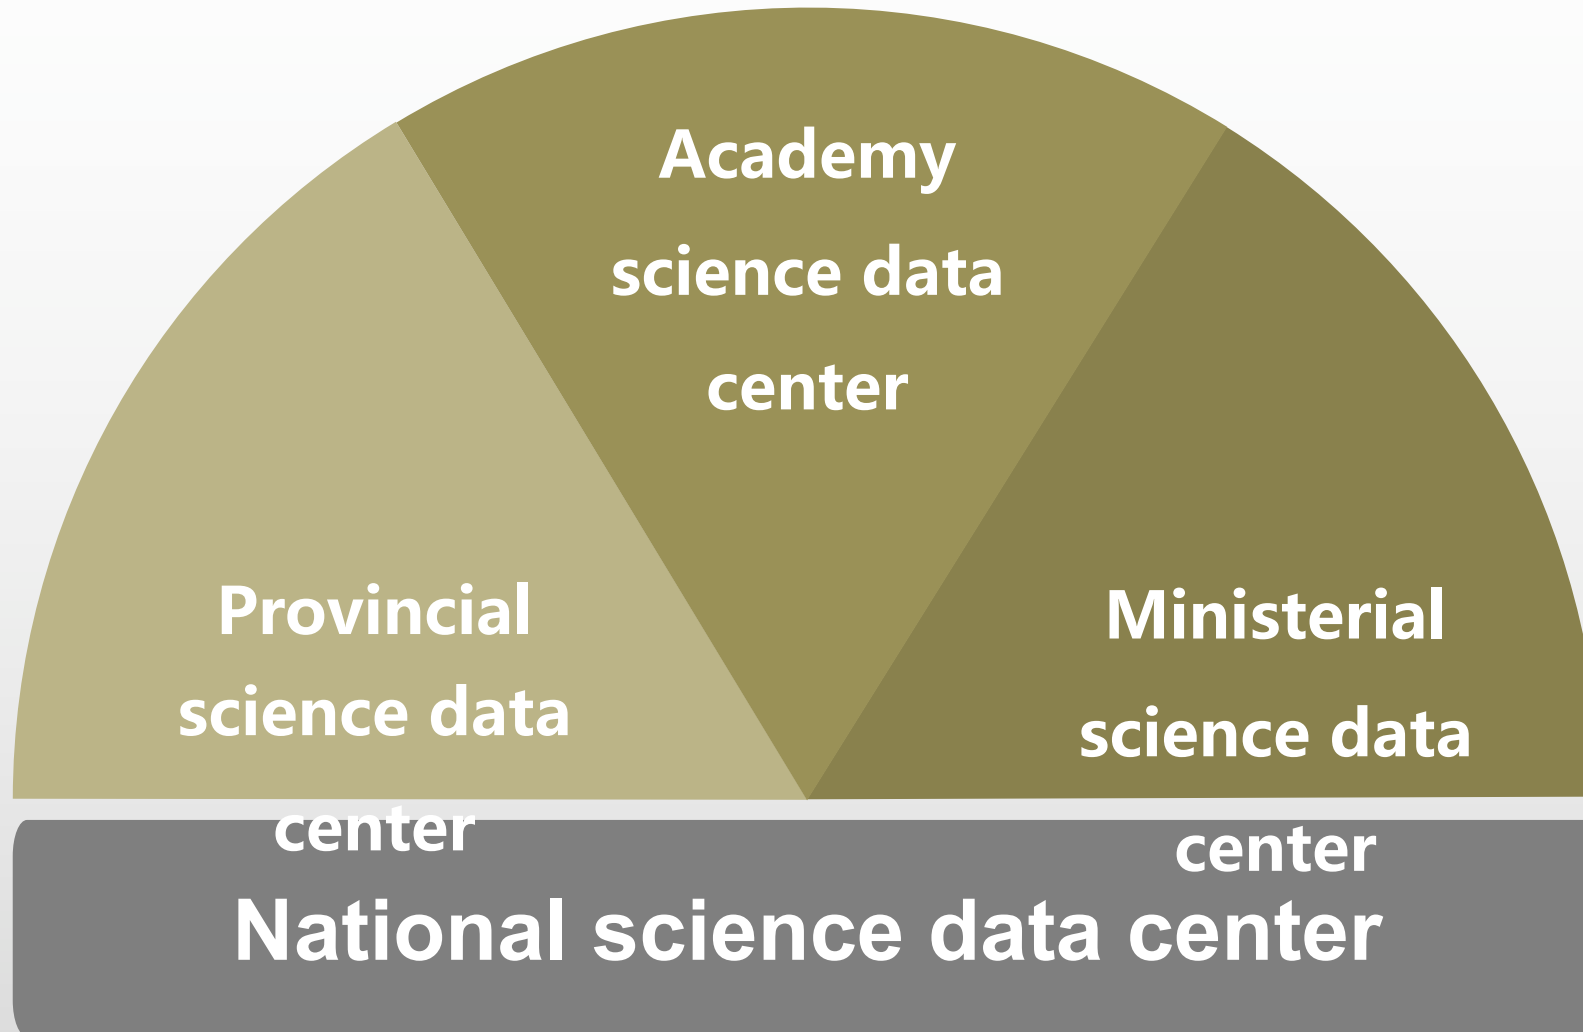 Academy
science data
center
Provincial
science data
center
Ministerial
science data
center
National science data center